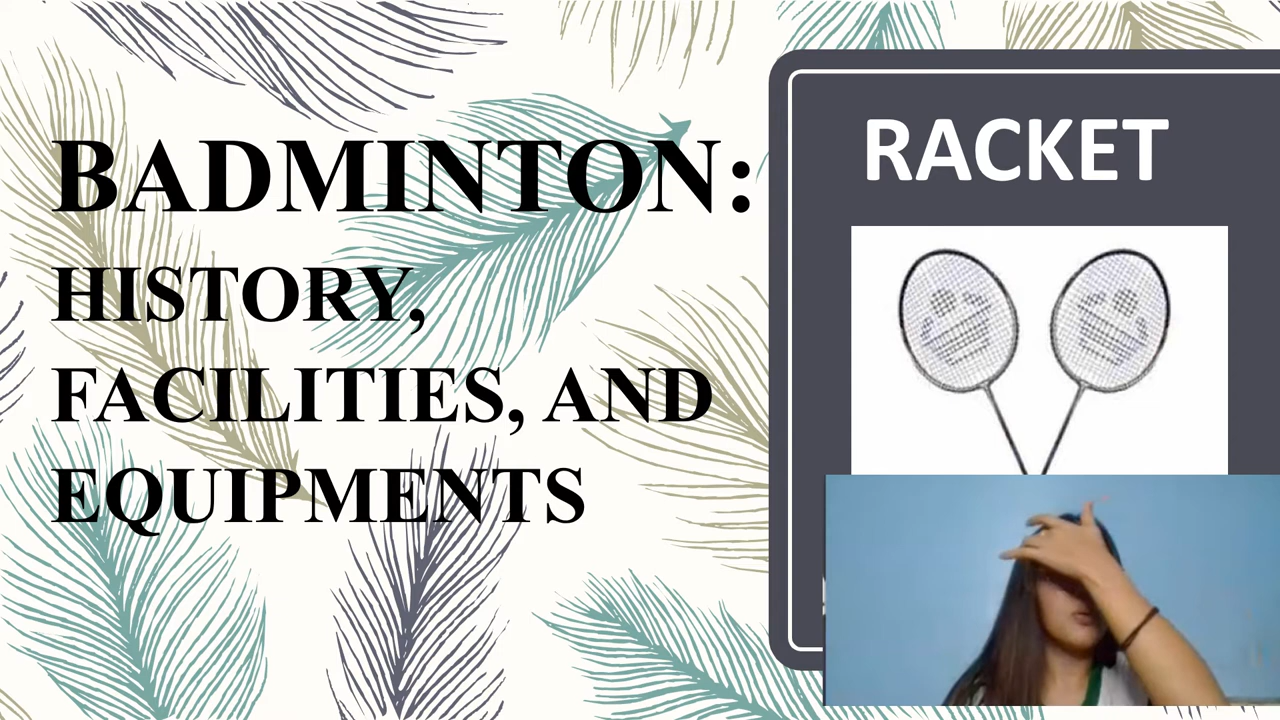 BADMINTON:
HISTORY,
FACILITIES, AND
EQUIPMENTS
RACKET